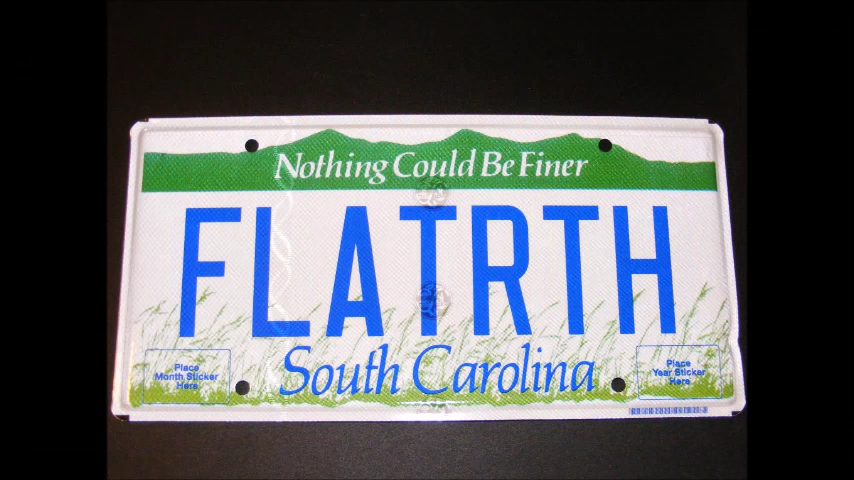 Nothing Could Be Finer
FLATRTH
South Carolina
Place
Month Sticker
Here
Place
Year Sticker
Here